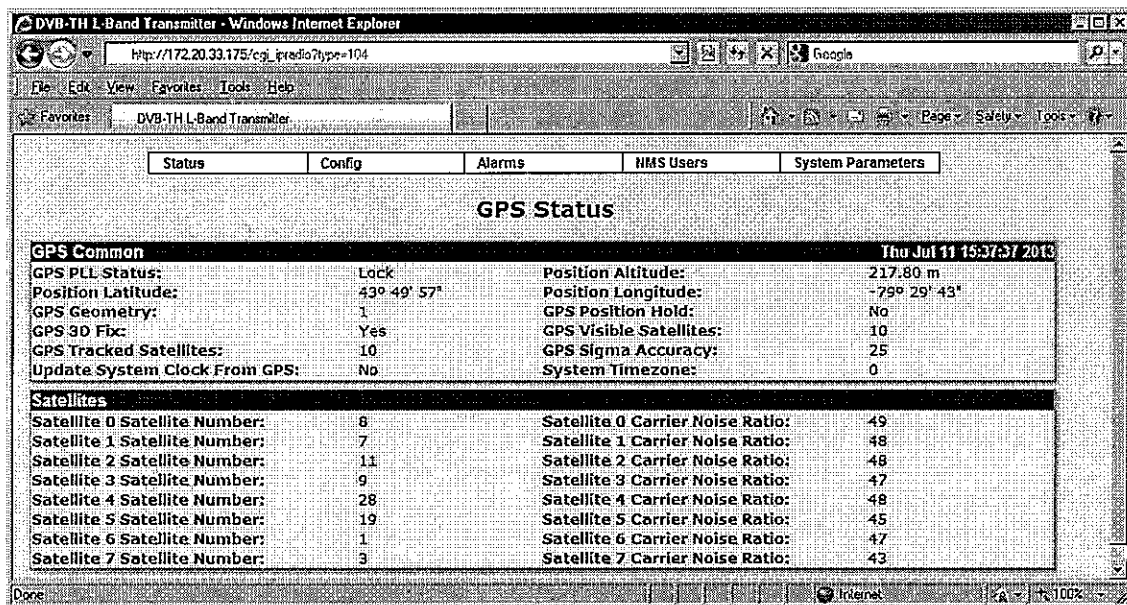 DVB-TH L-Band Transmitter - Windows Internet Explorer
http://172.20.33.175/cgi_ipradio?type=104
Google
File Edit View Favorites Tools Help
Favorites DVB-TH L-Band Transmitter Page Safety Tools
Status Config Alarms NMS Users System Parameters
GPS Status
GPS Common Thu Jul 11 15:37:37 2013
GPS PLL Status: Lock Position Altitude: 217.80 m
Position Latitude: 43º 49' 57" Position Longitude: -79º 29' 43"
GPS Geometry: 1 GPS Position Hold: No
GPS 3D Fix: Yes GPS Visible Satellites: 10
GPS Tracked Satellites: 10 GPS Sigma Accuracy: 25
Update System Clock From GPS: No System Timezone: 0
Satellites
Satellite 0 Satellite Number: 8 Satellite 0 Carrier Noise Ratio: 49
Satellite 1 Satellite Number: 7 Satellite 1 Carrier Noise Ratio: 48
Satellite 2 Satellite Number: 11 Satellite 2 Carrier Noise Ratio: 48
Satellite 3 Satellite Number: 9 Satellite 3 Carrier Noise Ratio: 47
Satellite 4 Satellite Number: 28 Satellite 4 Carrier Noise Ratio: 48
Satellite 5 Satellite Number: 19 Satellite 5 Carrier Noise Ratio: 45
Satellite 6 Satellite Number: 1 Satellite 6 Carrier Noise Ratio: 47
Satellite 7 Satellite Number: 3 Satellite 7 Carrier Noise Ratio: 43
Done Internet 100%